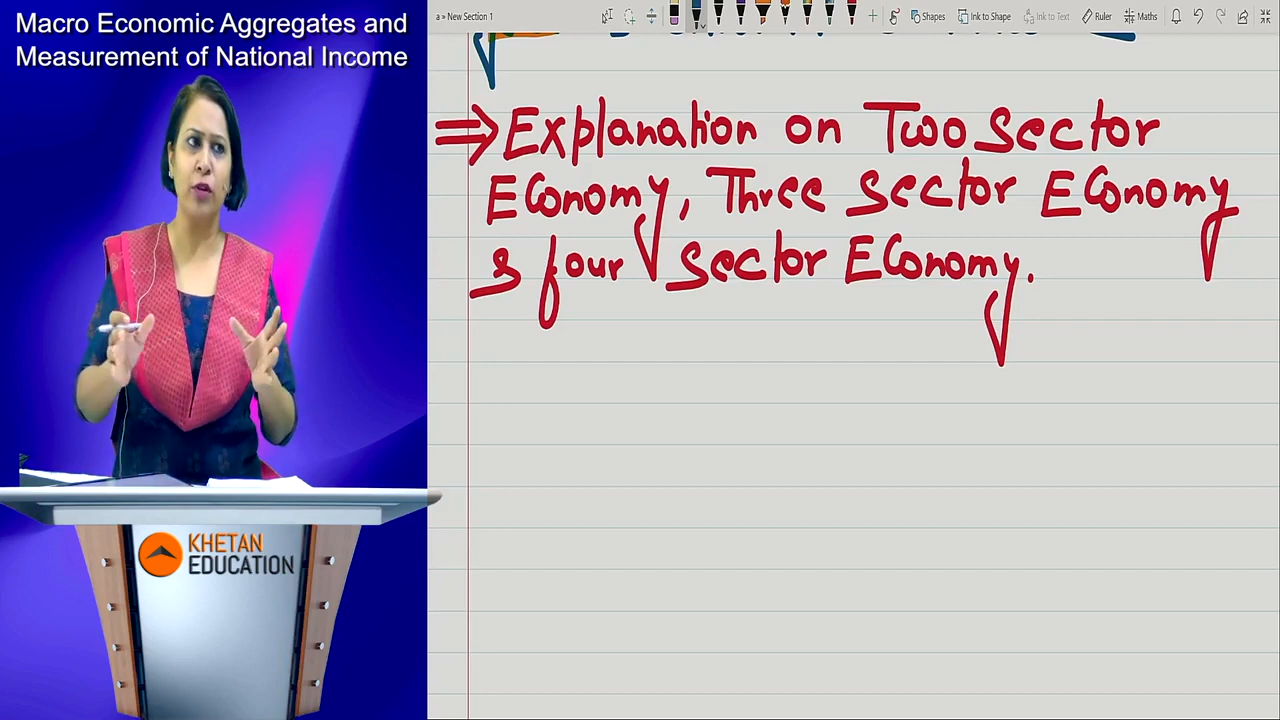 Macro Economic Aggregates and
Measurement of National Income
a » New Section 1
Shapes
Ink to Shape
Ink to Text
Ruler
Maths
⇒ Explanation on Two sector
Economy, Three sector Economy
& four sector Economy.
KHETAN
EDUCATION